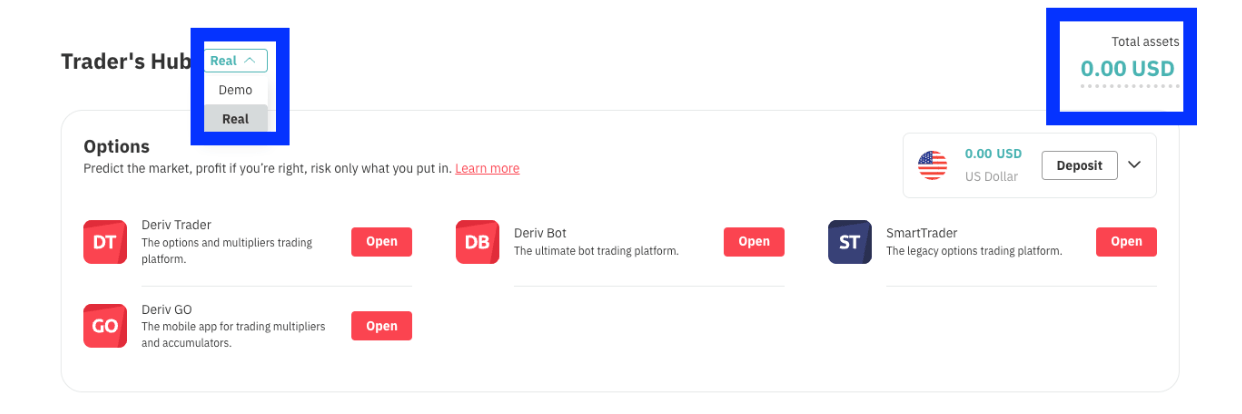 Total assets
Trader's Hub Real
0.00 USD
Demo
Real
Options
Predict the market, profit if you're right, risk only what you put in. Learn more
0.00 USD
US Dollar
Deposit
DT
Deriv Trader
The options and multipliers trading
platform.
Open
DB
Deriv Bot
The ultimate bot trading platform.
Open
ST
SmartTrader
The legacy options trading platform.
Open
GO
Deriv GO
The mobile app for trading multipliers
and accumulators.
Open